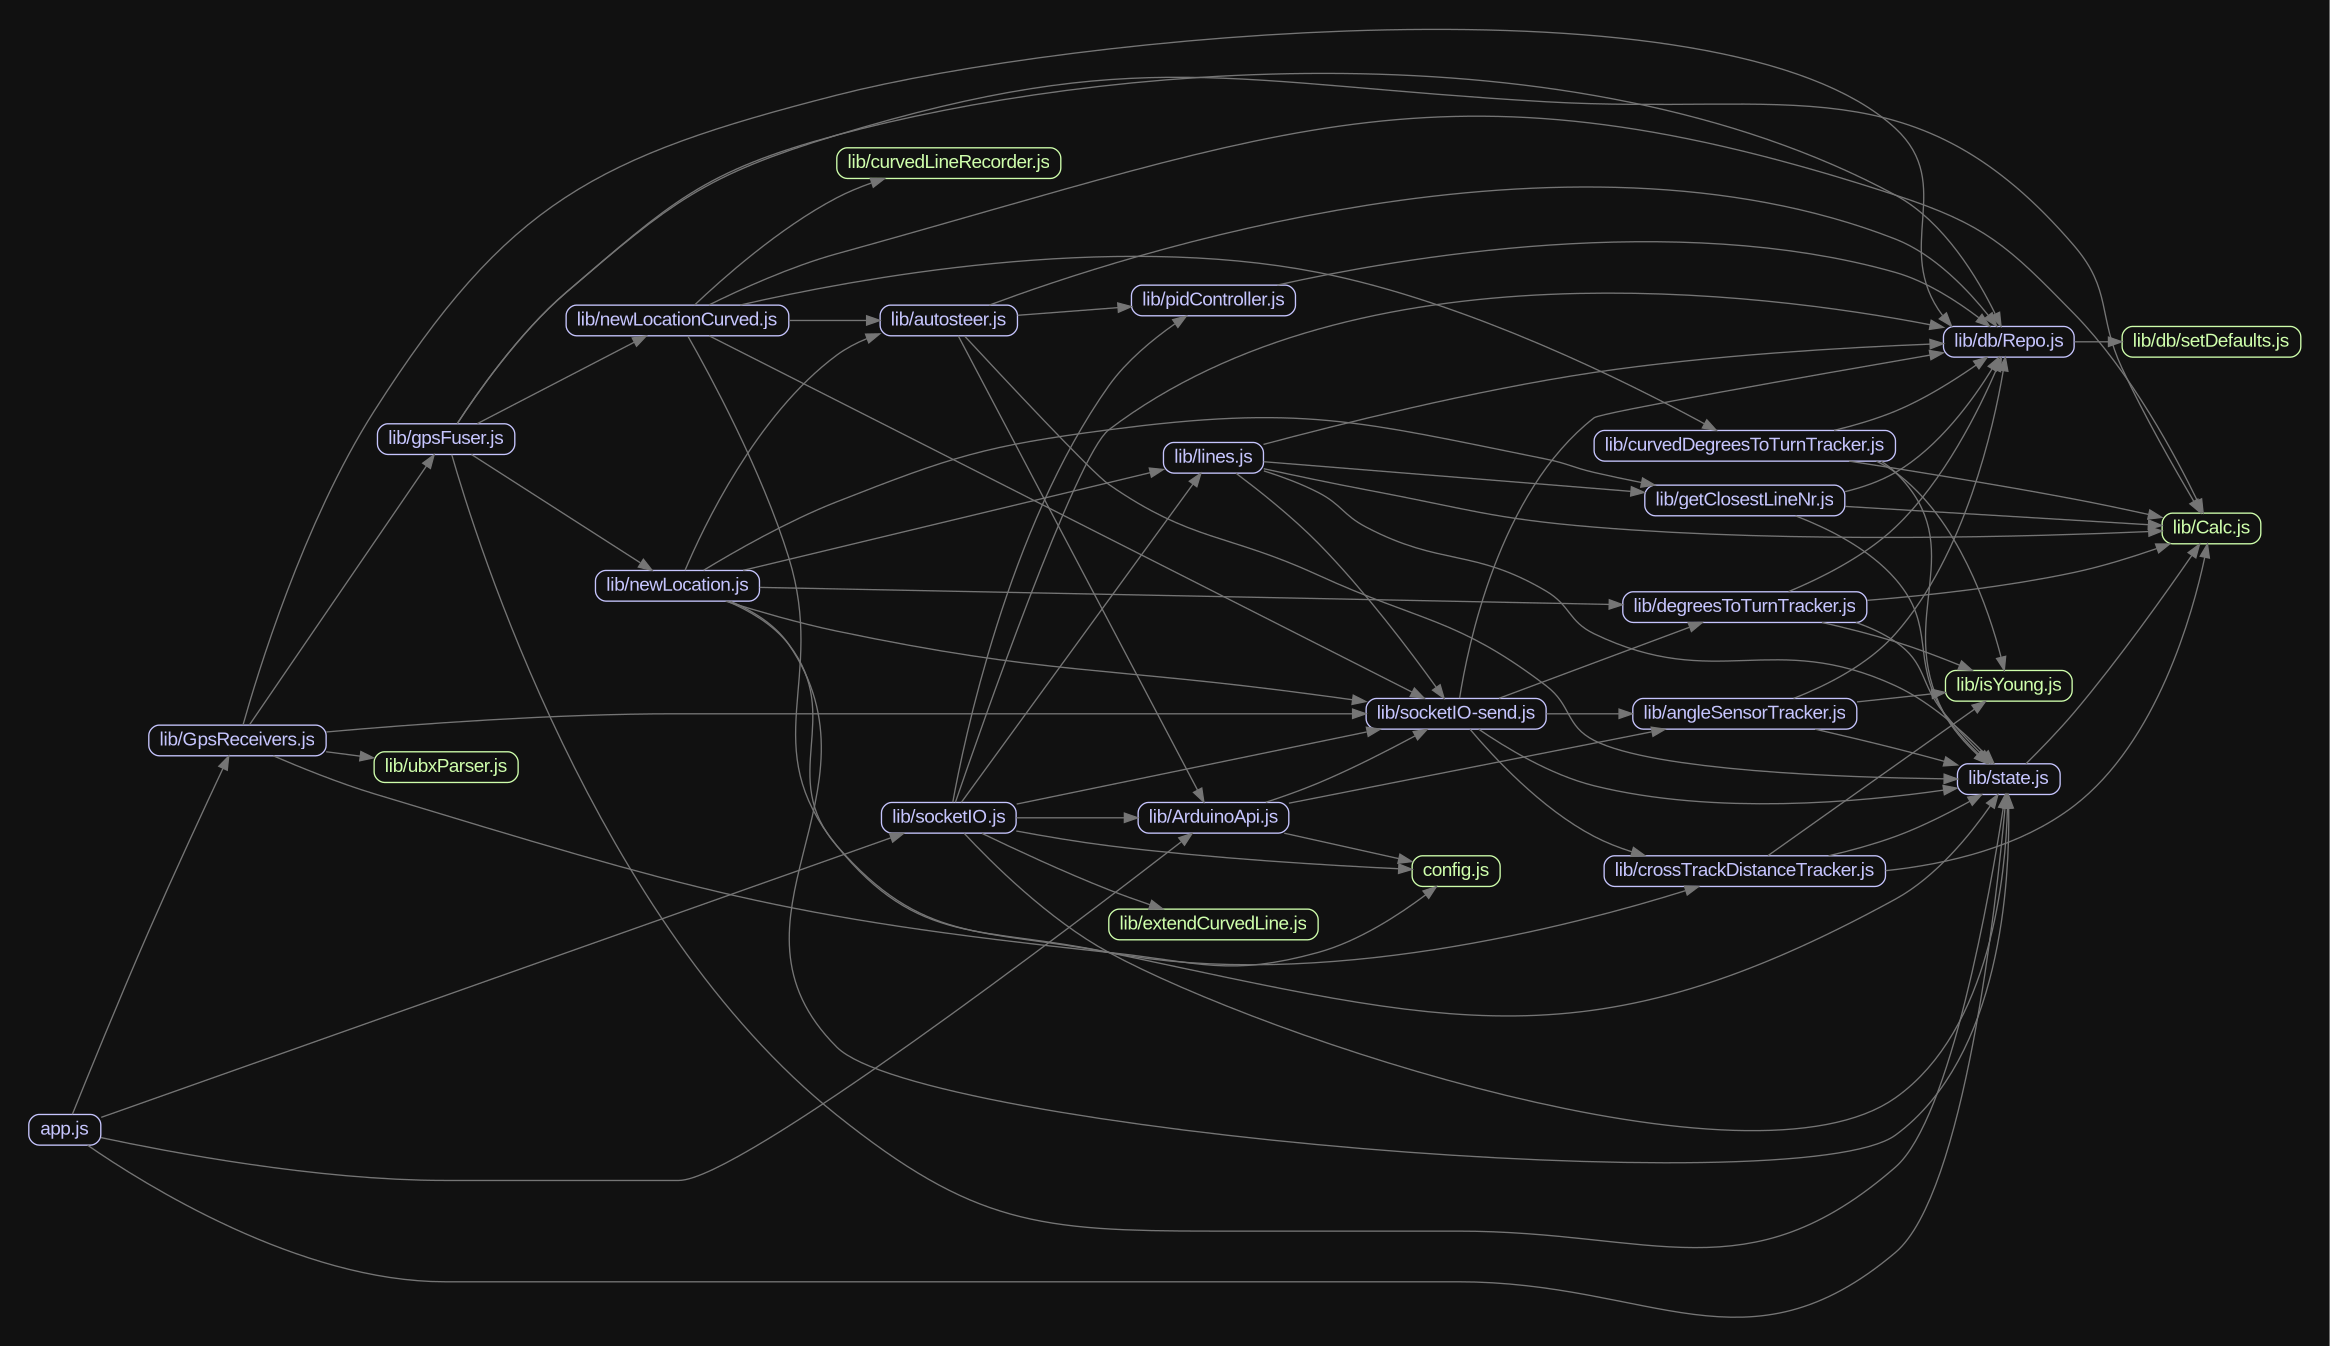 lib/curvedLineRecorder.js
lib/pidController.js
lib/newLocationCurved.js
lib/autosteer.js
lib/db/Repo.js
lib/db/setDefaults.js
lib/gpsFuser.js
lib/lines.js
lib/curvedDegreesToTurnTracker.js
lib/getClosestLineNr.js
lib/Calc.js
lib/newLocation.js
lib/degreesToTurnTracker.js
lib/isYoung.js
lib/GpsReceivers.js
lib/ubxParser.js
lib/socketIO-send.js
lib/angleSensorTracker.js
lib/state.js
lib/socketIO.js
lib/ArduinoApi.js
config.js
lib/crossTrackDistanceTracker.js
lib/extendCurvedLine.js
app.js